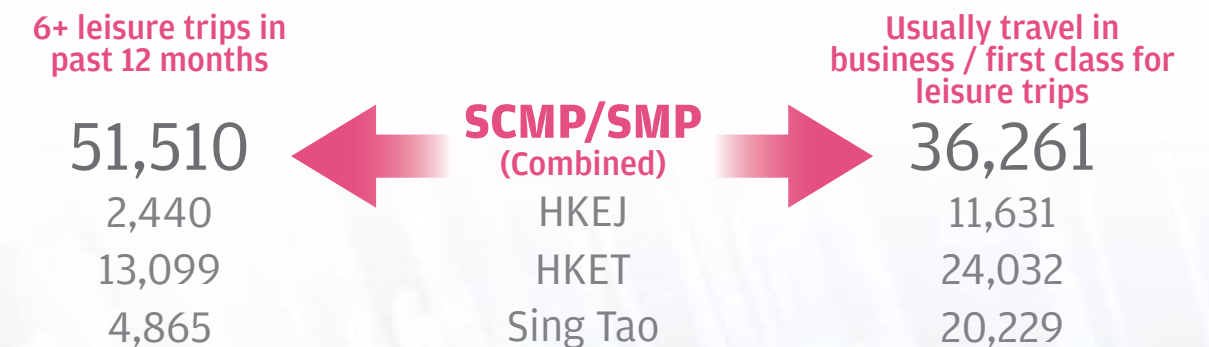 6+ leisure trips in
past 12 months
Usually travel in
business / first class for
leisure trips
51,510
SCMP/SMP
(Combined)
36,261
2,440
HKEJ
11,631
13,099
HKET
24,032
4,865
Sing Tao
20,229